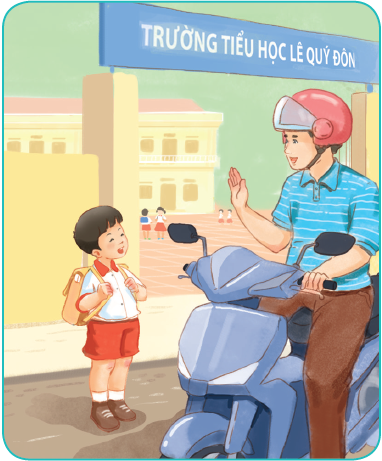 TRƯỜNG TIỂU HỌC LÊ QUÝ ĐÔN